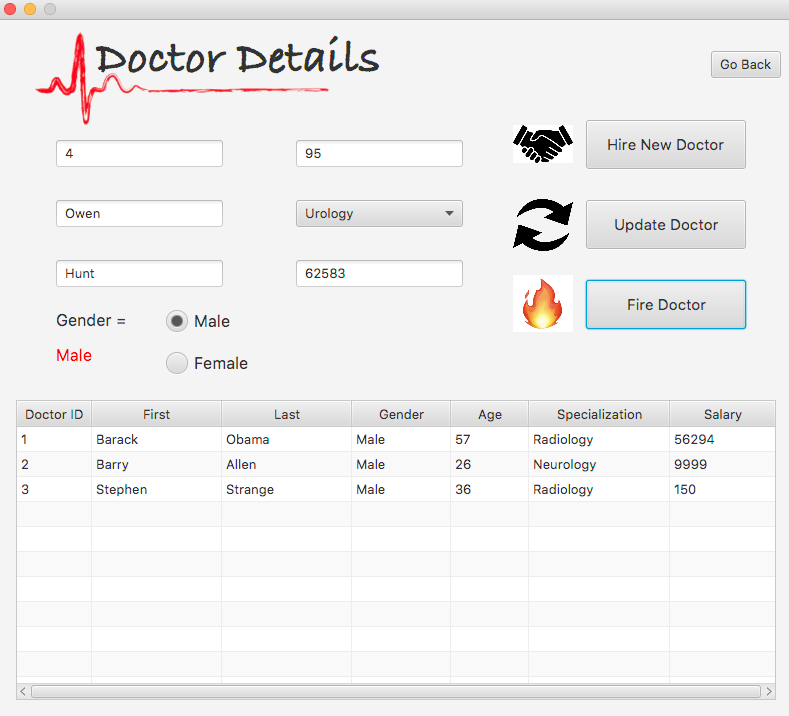 Doctor Details
Go Back
4 95 Hire New Doctor
Owen Urology Update Doctor
Hunt 62583 Fire Doctor
Gender = Male
Male
Female
Doctor ID First Last Gender Age Specialization Salary
1 Barack Obama Male 57 Radiology 56294
2 Barry Allen Male 26 Neurology 9999
3 Stephen Strange Male 36 Radiology 150